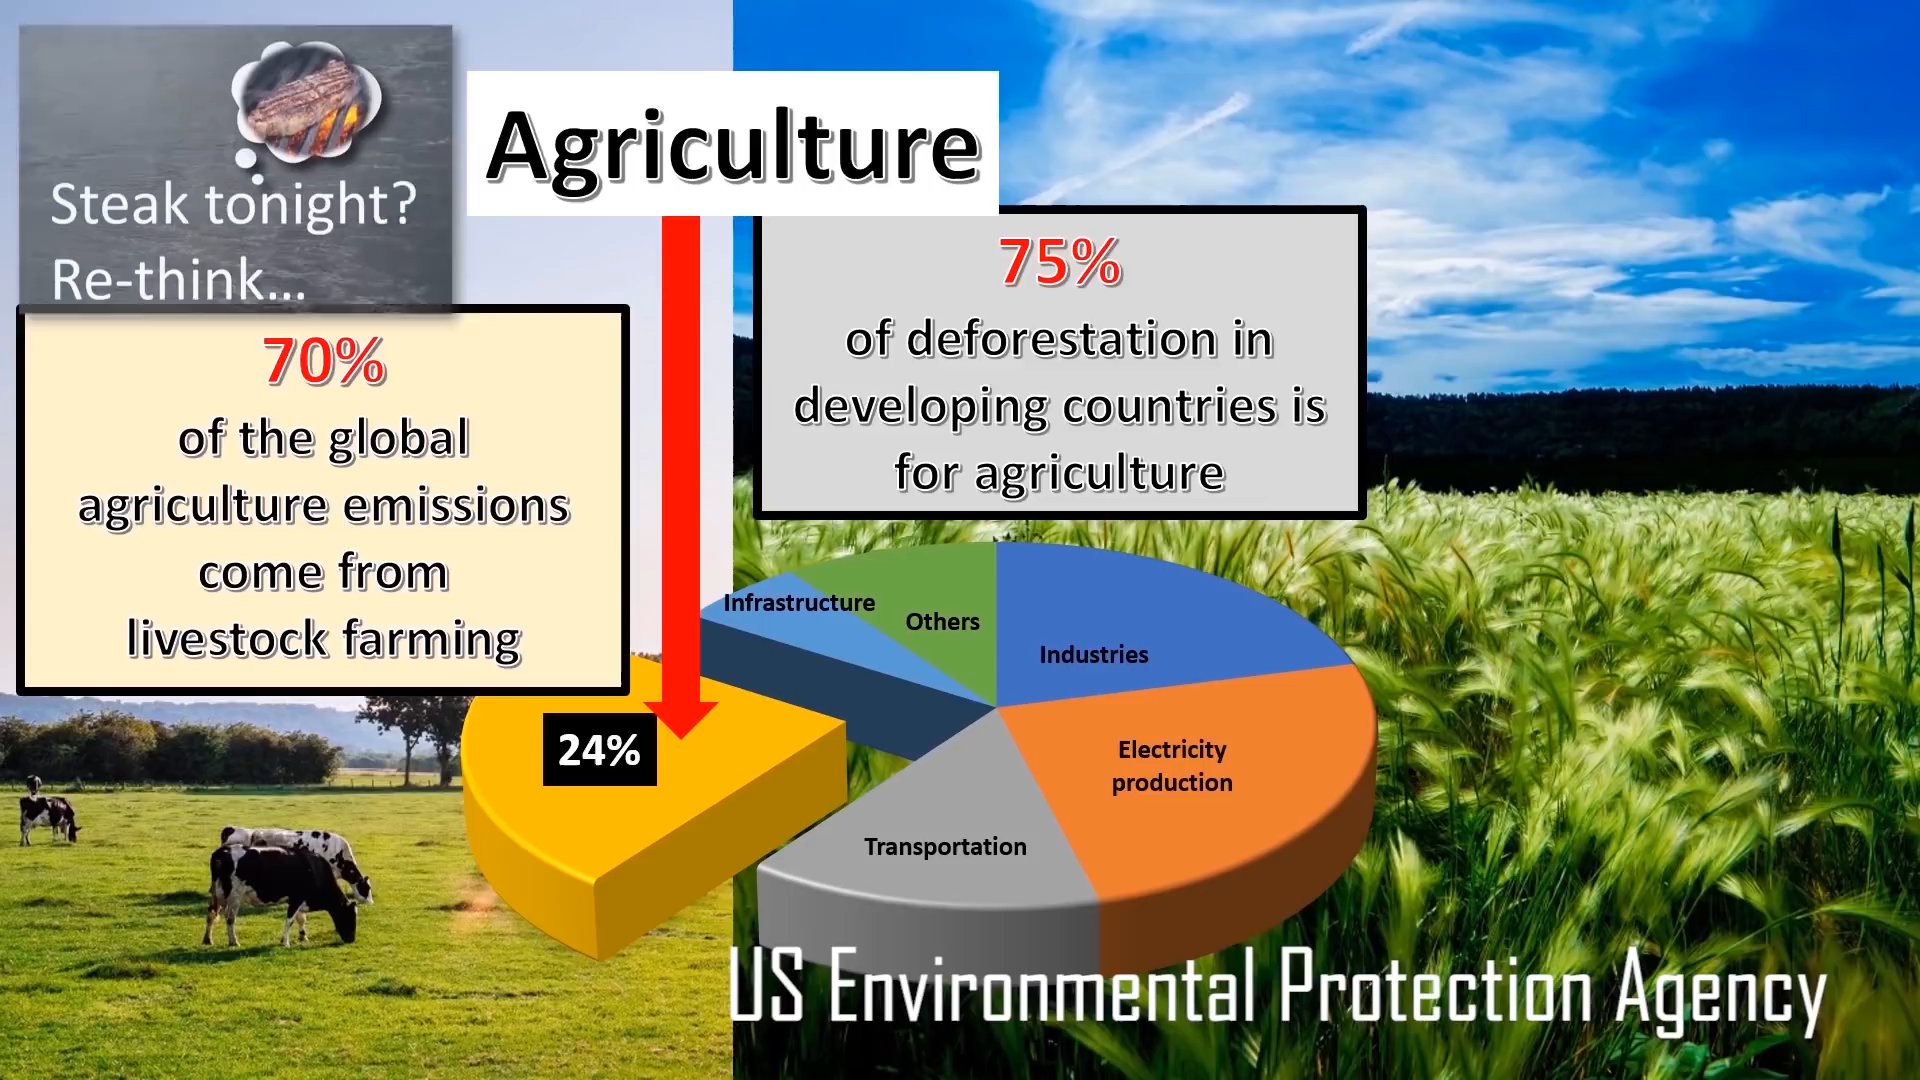 Steak tonight?
Re-think...
Agriculture
70%
of the global
agriculture emissions
come from
livestock farming
75%
of deforestation in
developing countries is
for agriculture
Infrastructure
Others
Industries
Electricity
production
Transportation
24%
US Environmental Protection Agency